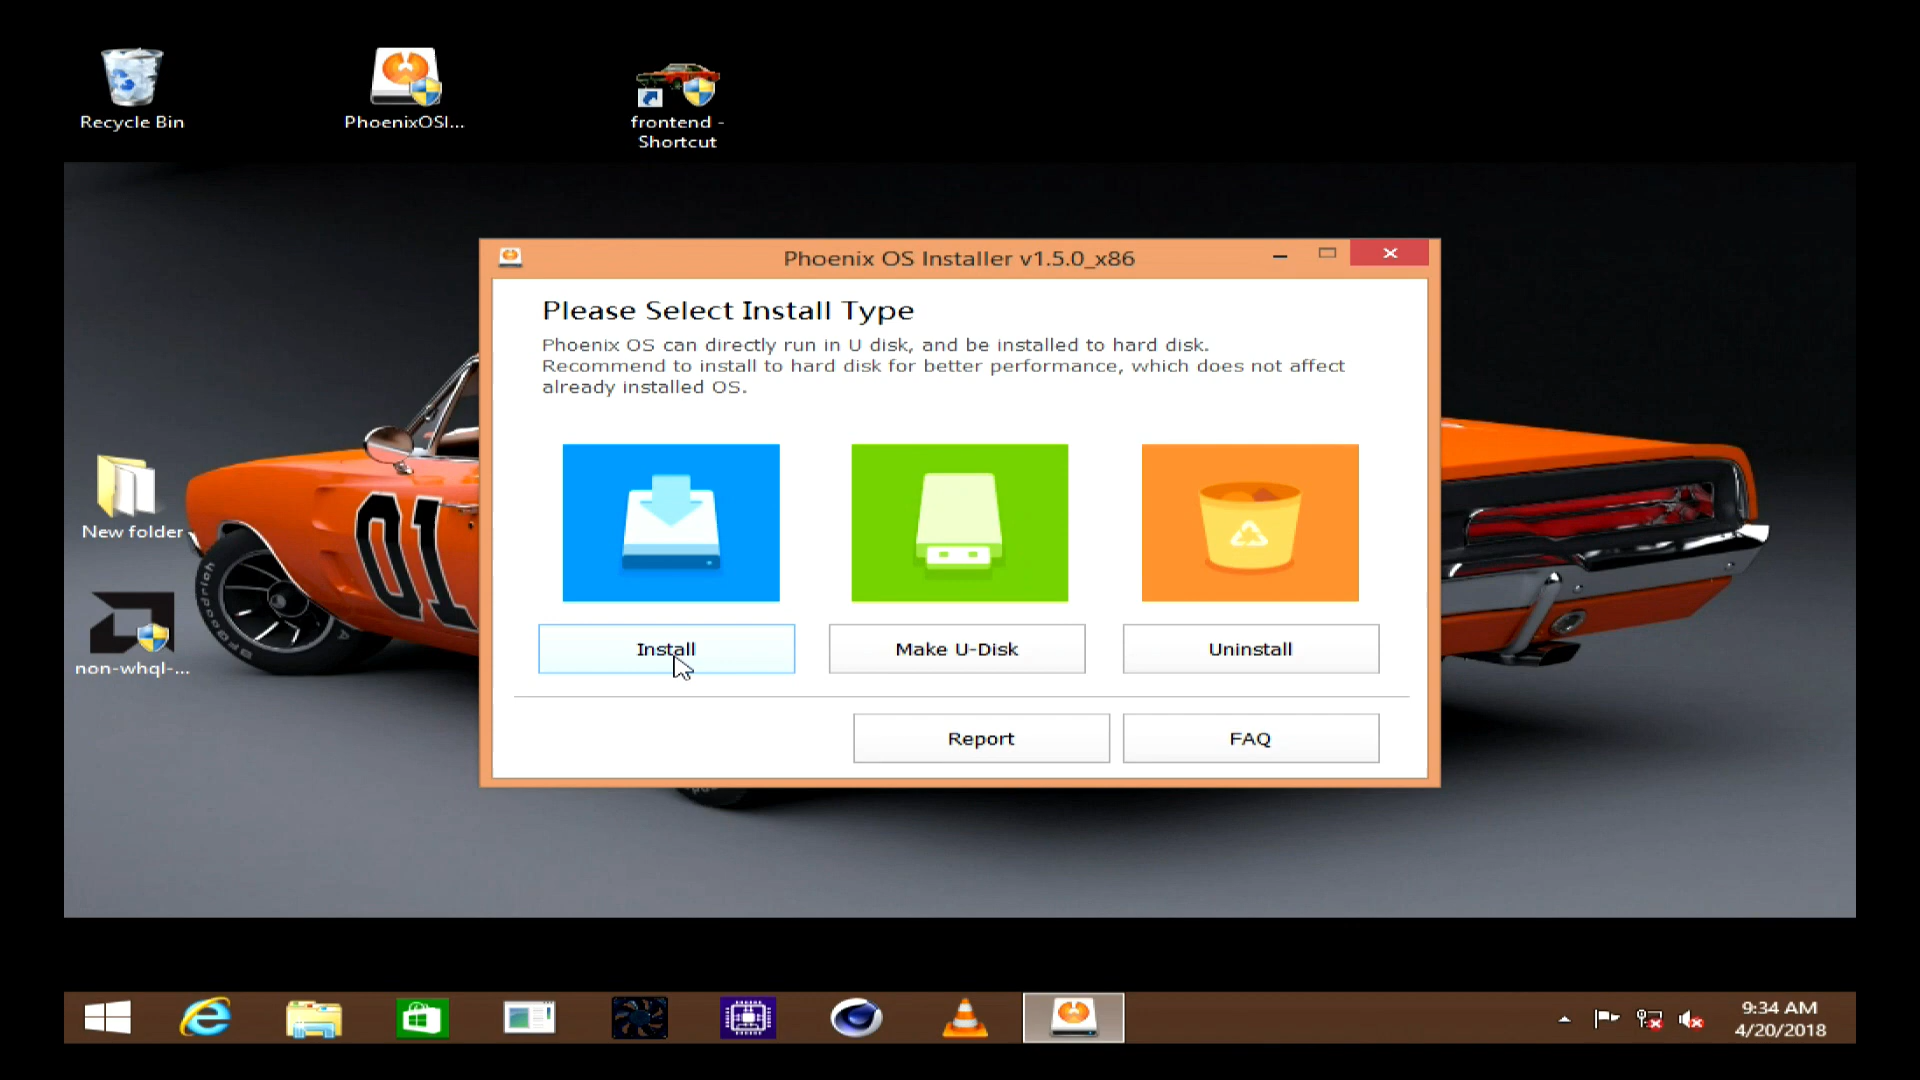 Recycle Bin
PhoenixOSI...
frontend -
Shortcut
Phoenix OS Installer v1.5.0_x86
Please Select Install Type
Phoenix OS can directly run in U disk, and be installed to hard disk.
Recommend to install to hard disk for better performance, which does not affect
already installed OS.
New folder
01
non-whql-...
Install
Make U-Disk
Uninstall
Report
FAQ
9:34 AM
4/20/2018